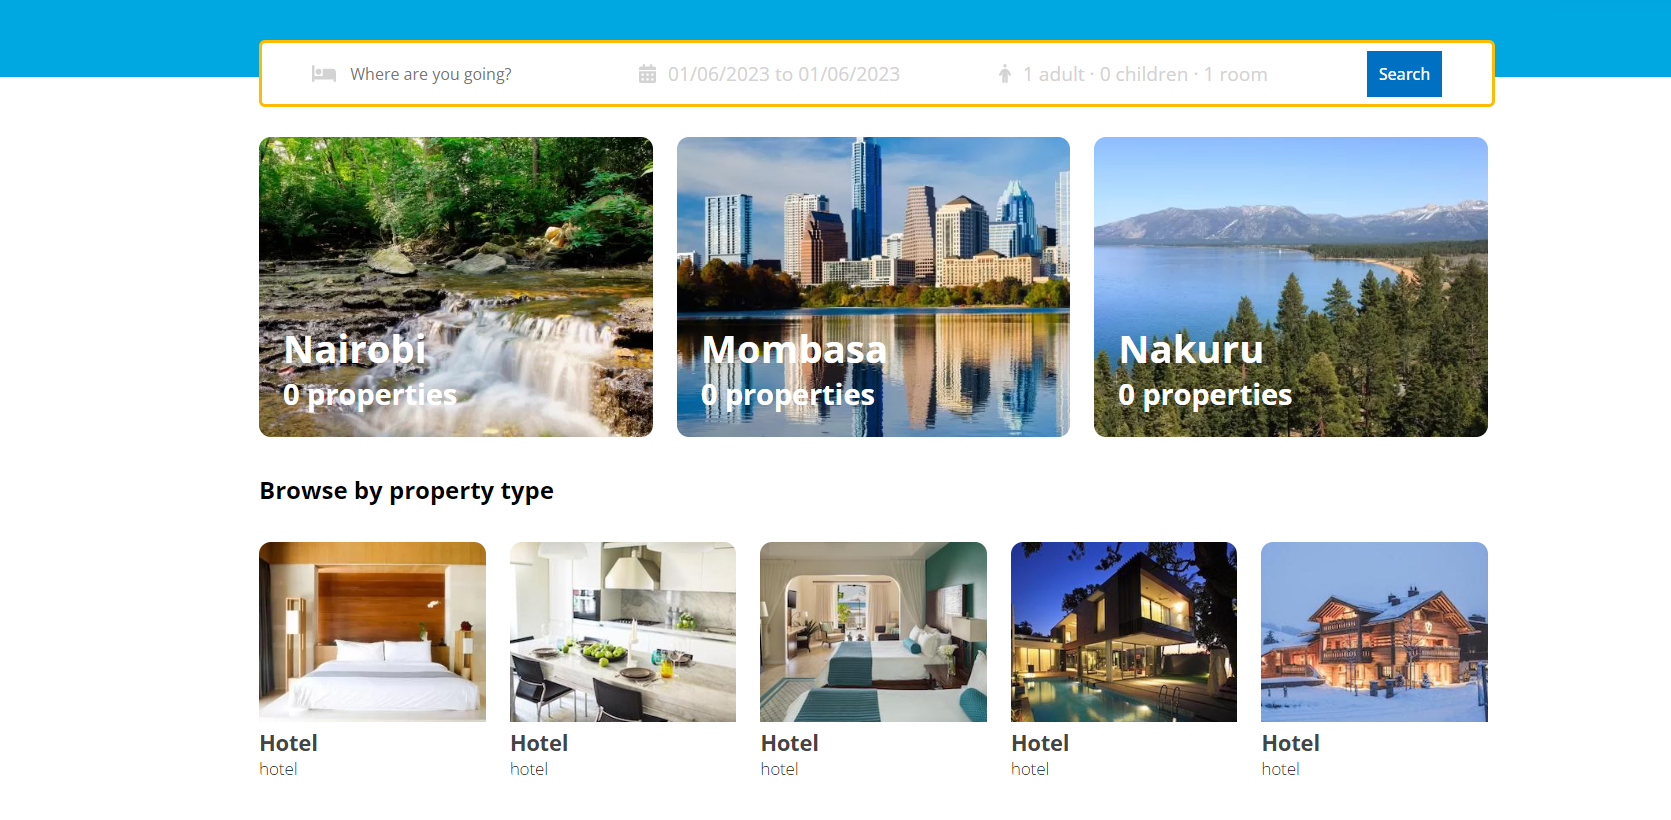 Where are you going? 01/06/2023 to 01/06/2023 1 adult · 0 children · 1 room Search
Nairobi
0 properties
Mombasa
0 properties
Nakuru
0 properties
Browse by property type
Hotel
hotel
Hotel
hotel
Hotel
hotel
Hotel
hotel
Hotel
hotel